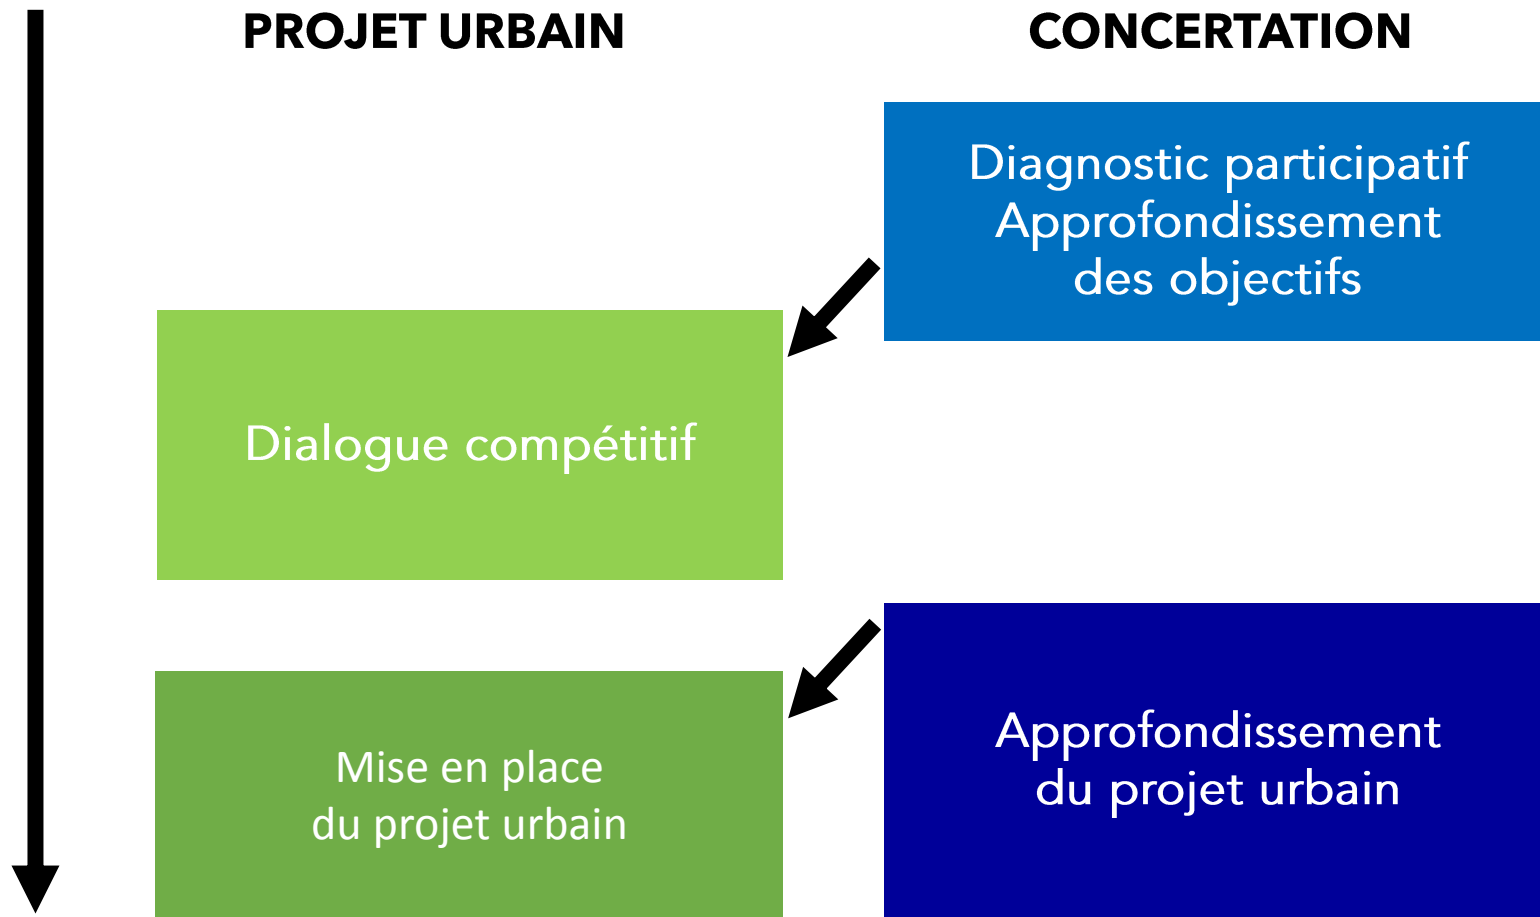 PROJET URBAIN
CONCERTATION
Diagnostic participatif
Approfondissement
des objectifs
Dialogue compétitif
Mise en place
du projet urbain
Approfondissement
du projet urbain